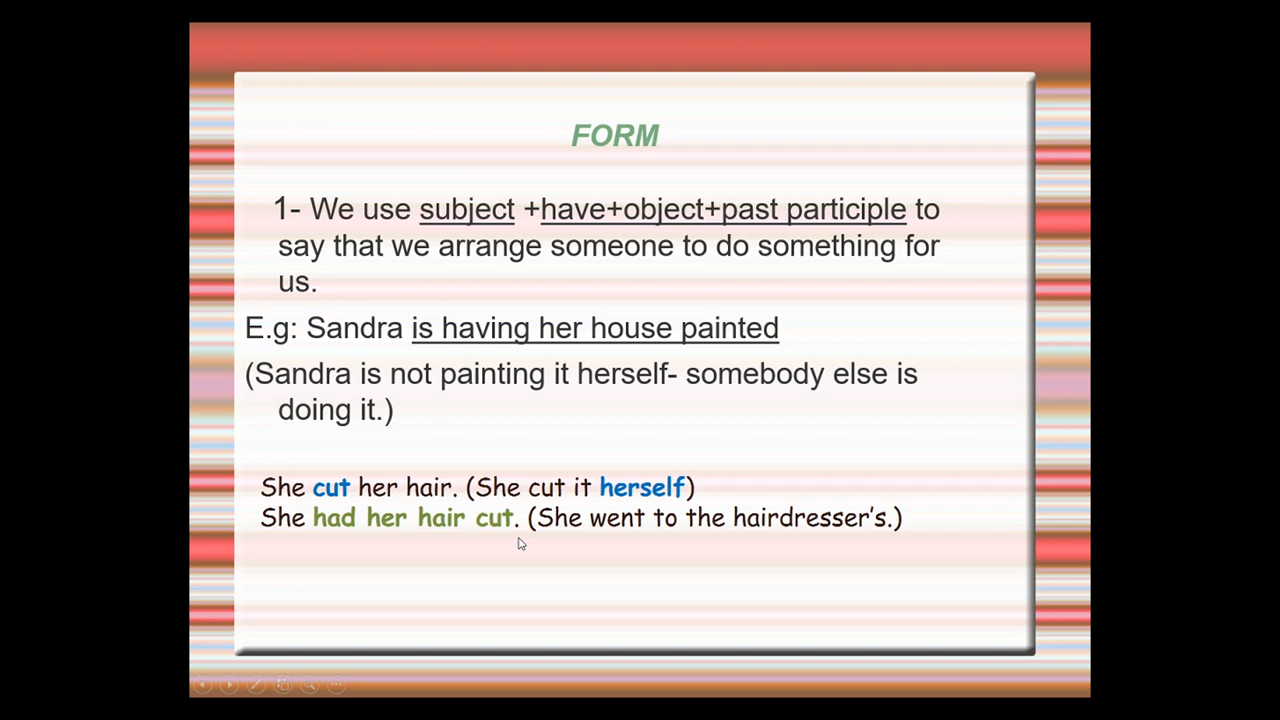 FORM
1- We use subject +have+object+past participle to
say that we arrange someone to do something for
us.
E.g: Sandra is having her house painted
(Sandra is not painting it herself- somebody else is
doing it.)
She cut her hair. (She cut it herself)
She had her hair cut. (She went to the hairdresser's.)